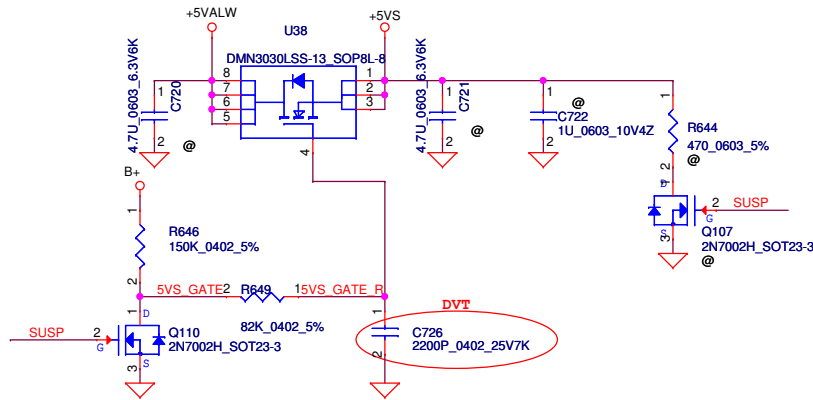 +5VALW
+5VS
U38
DMN3030LSS-13_SOP8L-8
8
7
6
5
1
2
3
4
1
2
C720
4.7U_0603_6.3V6K
@
1
2
C721
4.7U_0603_6.3V6K
@
1
2
@
C722
1U_0603_10V4Z
1
2
R644
470_0603_5%
@
1
D
2
G
SUSP
S
3
Q107
2N7002H_SOT23-3
@
B+
1
2
R646
150K_0402_5%
5VS_GATE
2
R649
1
5VS_GATE_R
82K_0402_5%
DVT
1
2
C726
2200P_0402_25V7K
SUSP
2
G
1
D
S
3
Q110
2N7002H_SOT23-3